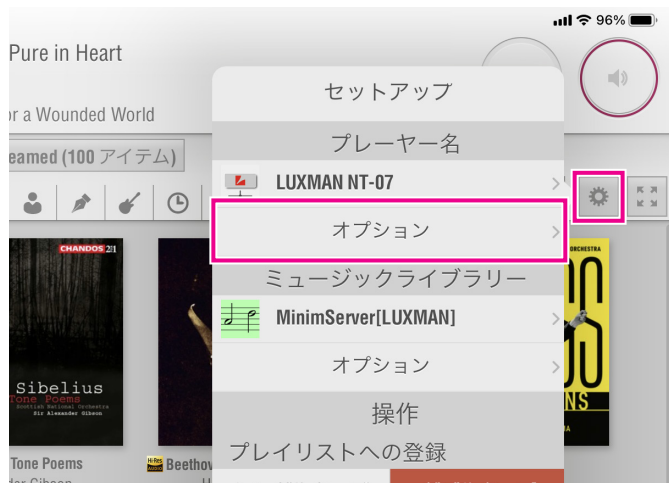 96%
Pure in Heart
or a Wounded World
eamed (100 アイテム)
セットアップ
プレーヤー名
LUXMAN NT-07
オプション
ミュージックライブラリー
MinimServer[LUXMAN]
オプション
操作
プレイリストへの登録
CHANDOS 2for1
Sibelius
Tone Poems
Scottish National Orchestra
Sir Alexander Gibson
ORCHESTRA
NS
Tone Poems
Hi-Res
AUDIO
Beethov